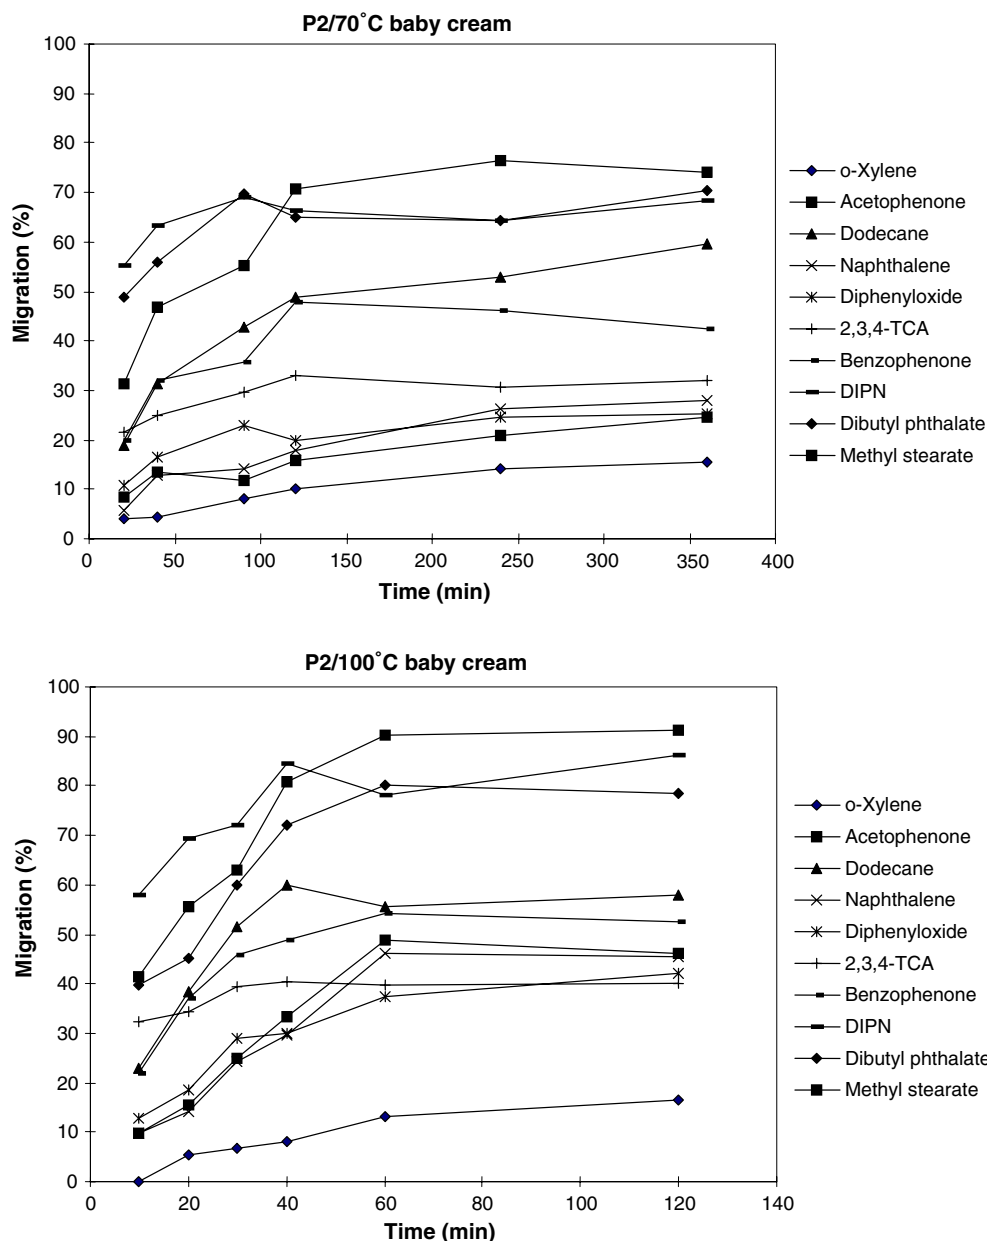 P2/70˚C baby cream
100
90
80
70
60
50
40
30
20
10
0
Migration (%)
0 50 100 150 200 250 300 350 400
Time (min)
o-Xylene
Acetophenone
Dodecane
Naphthalene
Diphenyloxide
2,3,4-TCA
Benzophenone
DIPN
Dibutyl phthalate
Methyl stearate
P2/100˚C baby cream
100
90
80
70
60
50
40
30
20
10
0
Migration (%)
0 20 40 60 80 100 120 140
Time (min)
o-Xylene
Acetophenone
Dodecane
Naphthalene
Diphenyloxide
2,3,4-TCA
Benzophenone
DIPN
Dibutyl phthalate
Methyl stearate